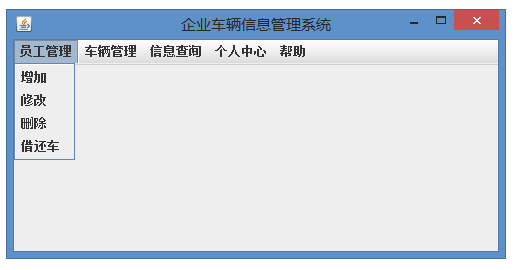 企业车辆信息管理系统
员工管理 车辆管理 信息查询 个人中心 帮助
增加
修改
删除
借还车